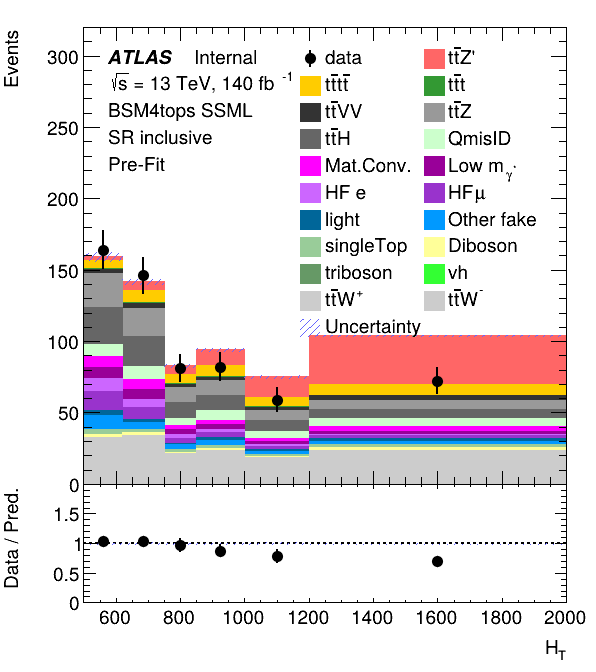 Events
320
300
250
200
150
100
50
0
ATLAS Internal
√s = 13 TeV, 140 fb⁻¹
BSM4tops SSML
SR inclusive
Pre-Fit
data
tt̄Z'
tt̄tt̄
tt̄t
tt̄VV
tt̄Z
tt̄H
QmisID
Mat.Conv.
Low m_γ*
HF e
HFμ
light
Other fake
singleTop
Diboson
triboson
vh
tt̄W⁺
tt̄W⁻
Uncertainty
Data / Pred.
1.5
1
0.5
0
600 800 1000 1200 1400 1600 1800 2000
H_T